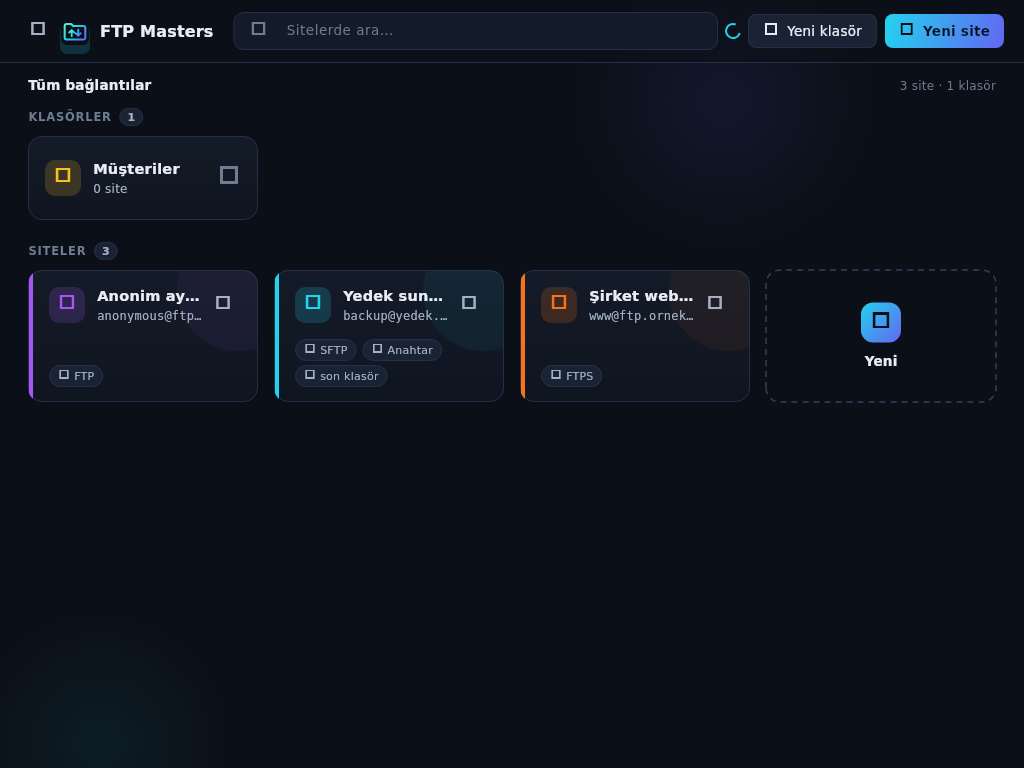 FTP Masters
Sitelerde ara…
Yeni klasör
Yeni site
Tüm bağlantılar
3 site · 1 klasör
KLASÖRLER 1
Müşteriler
0 site
SITELER 3
Anonim ay…
anonymous@ftp…
FTP
Yedek sun…
backup@yedek.…
SFTP
Anahtar
son klasör
Şirket web…
www@ftp.ornek…
FTPS
Yeni